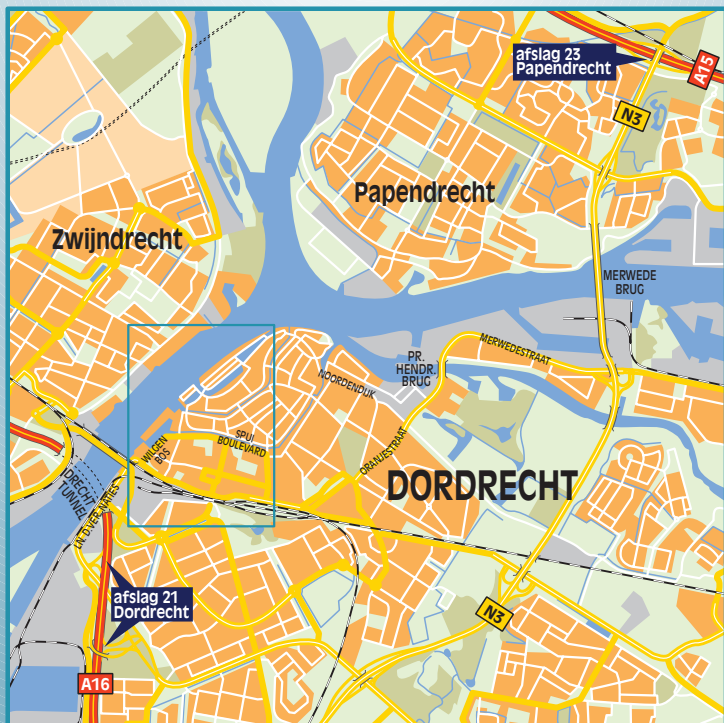 afslag 23
Papendrecht
A15
N3
Papendrecht
Zwijndrecht
MERWEDE
BRUG
PR.
HENDR.
BRUG
MERWEDESTRAAT
NOORDENDIJK
SPUI
BOULEVARD
WILGEN
BOS
ORANJESTRAAT
DORDRECHT
DRECHT
TUNNEL
LN. D. VER. NATIES
afslag 21
Dordrecht
N3
A16